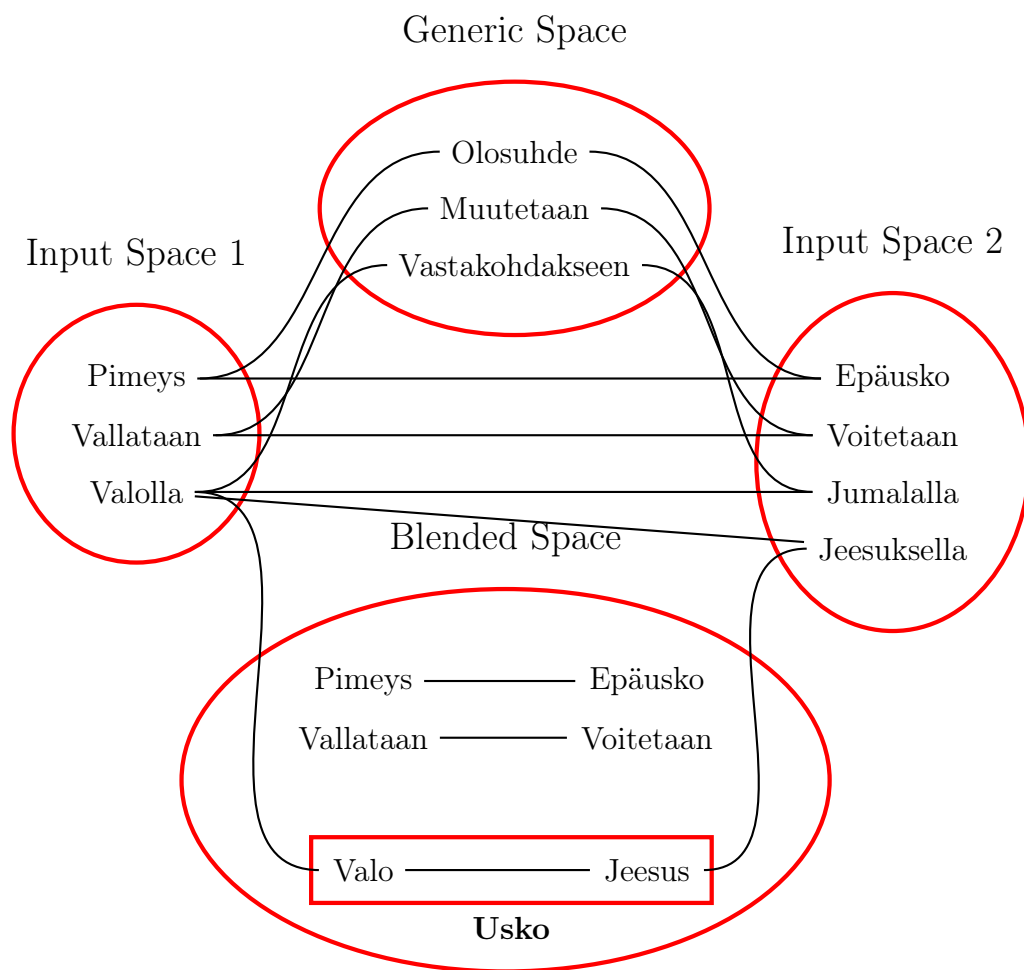 Generic Space
Olosuhde
Muutetaan
Vastakohdakseen
Input Space 1
Pimeys
Vallataan
Valolla
Input Space 2
Epäusko
Voitetaan
Jumalalla
Jeesuksella
Blended Space
Pimeys Epäusko
Vallataan Voitetaan
Valo Jeesus
Usko